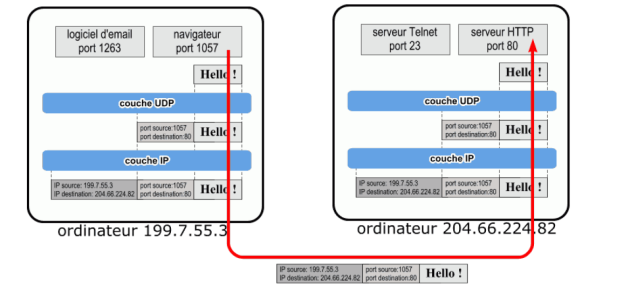 logiciel d'email
port 1263
navigateur
port 1057
Hello !
couche UDP
port source:1057
port destination:80
Hello !
couche IP
IP source: 199.7.55.3
IP destination: 204.66.224.82
port source:1057
port destination:80
Hello !
ordinateur 199.7.55.3
serveur Telnet
port 23
serveur HTTP
port 80
Hello !
couche UDP
port source:1057
port destination:80
Hello !
couche IP
IP source: 199.7.55.3
IP destination: 204.66.224.82
port source:1057
port destination:80
Hello !
ordinateur 204.66.224.82
IP source: 199.7.55.3
IP destination: 204.66.224.82
port source:1057
port destination:80
Hello !